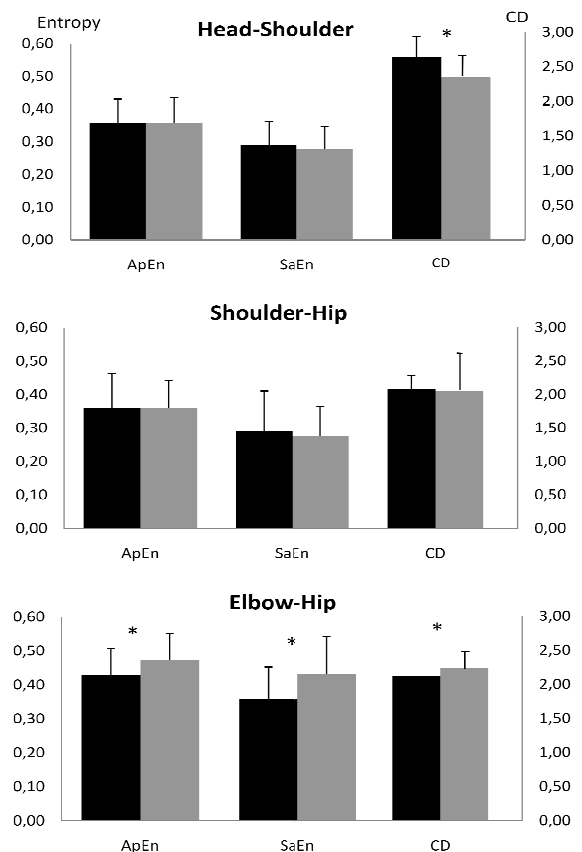 Entropy CD
Head-Shoulder
0,60 3,00
0,50 2,50
0,40 2,00
0,30 1,50
0,20 1,00
0,10 0,50
0,00 0,00
*
ApEn SaEn CD
Shoulder-Hip
0,60 3,00
0,50 2,50
0,40 2,00
0,30 1,50
0,20 1,00
0,10 0,50
0,00 0,00
ApEn SaEn CD
Elbow-Hip
0,60 3,00
0,50 2,50
0,40 2,00
0,30 1,50
0,20 1,00
0,10 0,50
0,00 0,00
* * *
ApEn SaEn CD